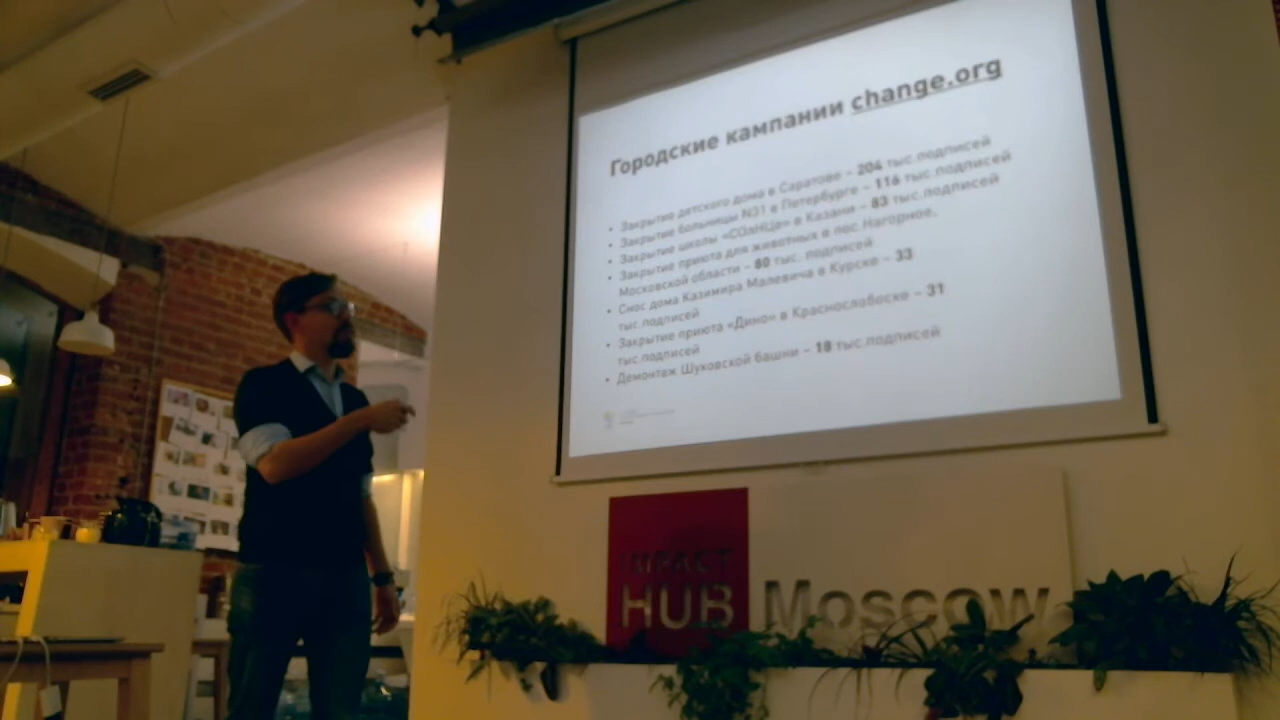 Городские кампании change.org
• Закрытие детского дома в Саратове – 204 тыс.подписей
• Закрытие больницы N31 в Петербурге – 116 тыс.подписей
• Закрытие школы «СОлНЦе» в Казани – 83 тыс.подписей
• Закрытие приюта для животных в пос.Нагорное,
Московской области – 80 тыс. подписей
• Снос дома Казимира Малевича в Курске – 33
тыс.подписей
• Закрытие приюта «Дино» в Краснослободске – 31
тыс.подписей
• Демонтаж Шуховской башни – 18 тыс.подписей
IMPACT
HUB Moscow